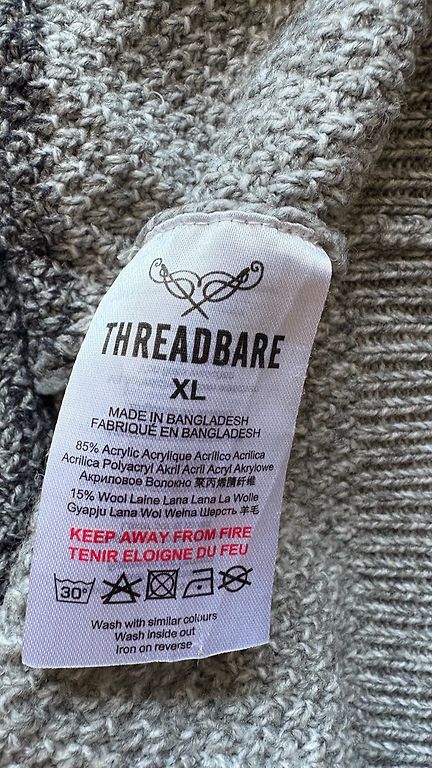 THREADBARE
XL
MADE IN BANGLADESH
FABRIQUÉ EN BANGLADESH
85% Acrylic Acrylique Acrílico Acrilico
Acrilica Polyacryl Akril Acril Acryl Akrylowe
Акриловое Волокно 聚丙烯腈纤维
15% Wool Laine Lana Lana La Wolle
Gyapju Lana Wol Wełna Шерсть 羊毛
KEEP AWAY FROM FIRE
TENIR ELOIGNE DU FEU
30°
Wash with similar colours
Wash inside out
Iron on reverse